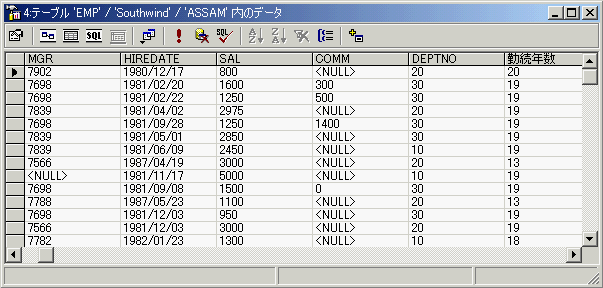 4:テーブル 'EMP' / 'Southwind' / 'ASSAM' 内のデータ
SQL SQL
MGR HIREDATE SAL COMM DEPTNO 勤続年数
7902 1980/12/17 800 <NULL> 20 20
7698 1981/02/20 1600 300 30 19
7698 1981/02/22 1250 500 30 19
7839 1981/04/02 2975 <NULL> 20 19
7698 1981/09/28 1250 1400 30 19
7839 1981/05/01 2850 <NULL> 30 19
7839 1981/06/09 2450 <NULL> 10 19
7566 1987/04/19 3000 <NULL> 20 13
<NULL> 1981/11/17 5000 <NULL> 10 19
7698 1981/09/08 1500 0 30 19
7788 1987/05/23 1100 <NULL> 20 13
7698 1981/12/03 950 <NULL> 30 19
7566 1981/12/03 3000 <NULL> 20 19
7782 1982/01/23 1300 <NULL> 10 18